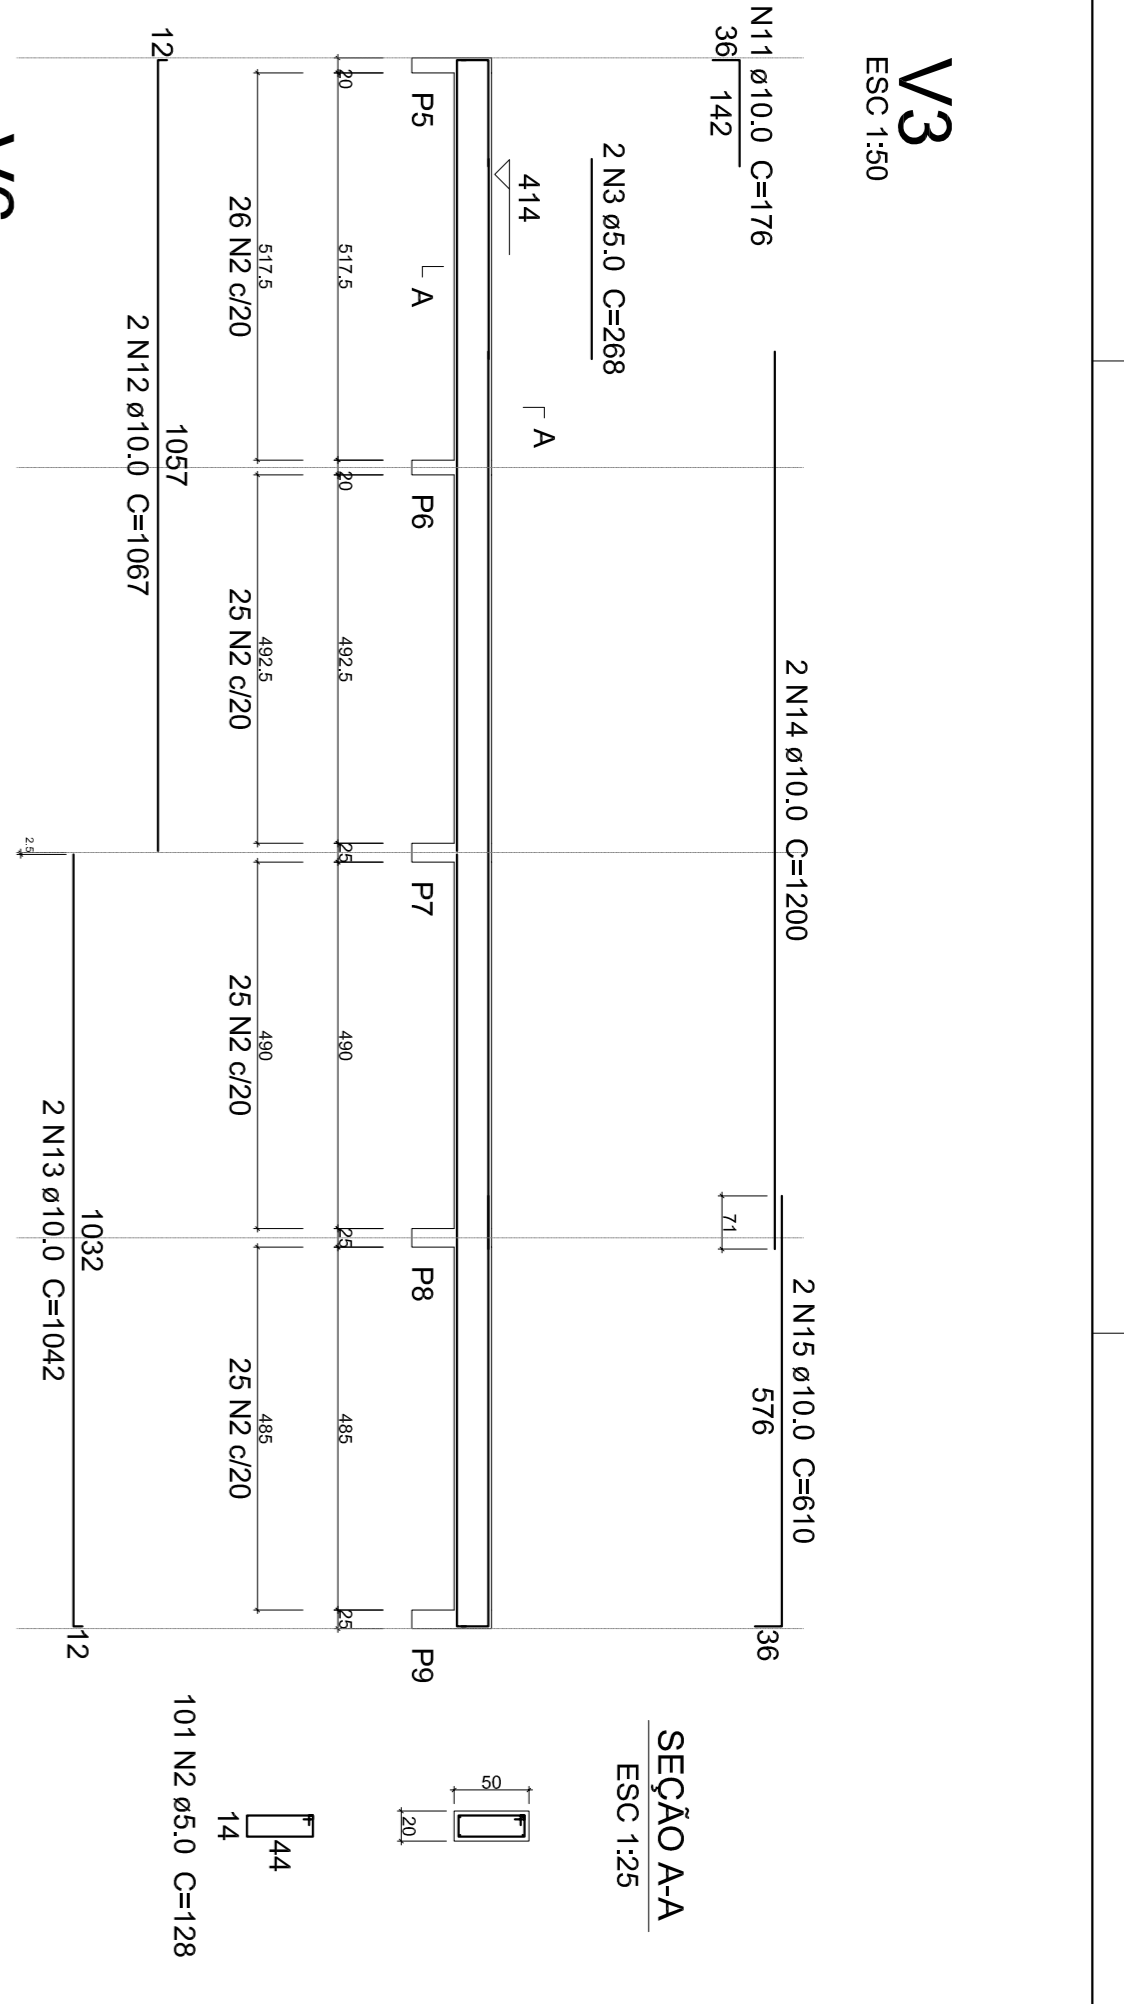 V3
ESC 1:50
N11 ø10.0 C=176
36
142
2 N14 ø10.0 C=1200
71
2 N15 ø10.0 C=610
576
36
2 N3 ø5.0 C=268
414
A
A
P5
P6
P7
P8
P9
20
517.5
20
492.5
25
490
25
485
25
517.5
492.5
490
485
26 N2 c/20
25 N2 c/20
25 N2 c/20
25 N2 c/20
12
1057
2 N12 ø10.0 C=1067
2.5
1032
2 N13 ø10.0 C=1042
12
SEÇÃO A-A
ESC 1:25
50
20
44
14
101 N2 ø5.0 C=128